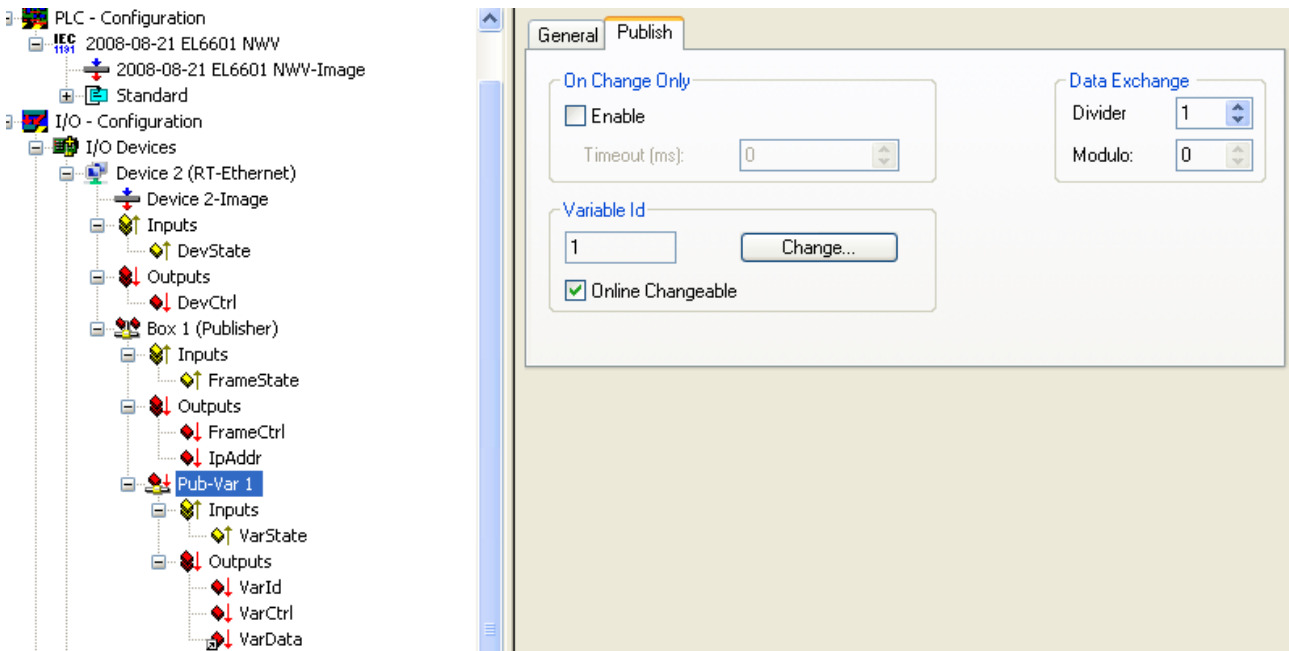 PLC - Configuration
IEC
1131
2008-08-21 EL6601 NWV
2008-08-21 EL6601 NWV-Image
Standard
I/O - Configuration
I/O Devices
Device 2 (RT-Ethernet)
Device 2-Image
Inputs
DevState
Outputs
DevCtrl
Box 1 (Publisher)
Inputs
FrameState
Outputs
FrameCtrl
IpAddr
Pub-Var 1
Inputs
VarState
Outputs
VarId
VarCtrl
VarData
General
Publish
On Change Only
Enable
Timeout (ms):
0
Variable Id
1
Change...
Online Changeable
Data Exchange
Divider
1
Modulo:
0